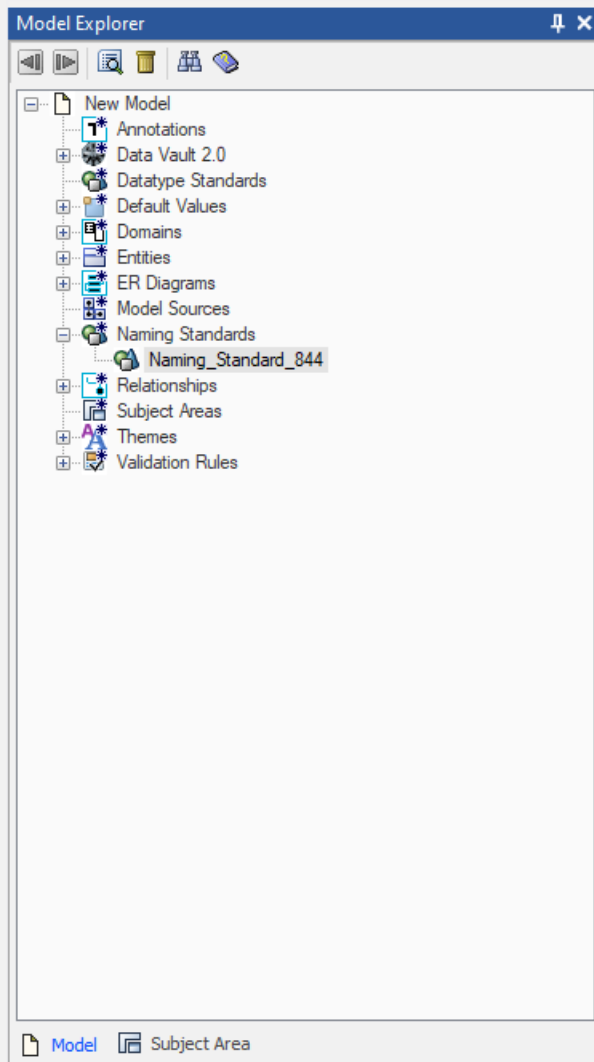 Model Explorer
New Model
Annotations
Data Vault 2.0
Datatype Standards
Default Values
Domains
Entities
ER Diagrams
Model Sources
Naming Standards
Naming_Standard_844
Relationships
Subject Areas
Themes
Validation Rules
Model Subject Area